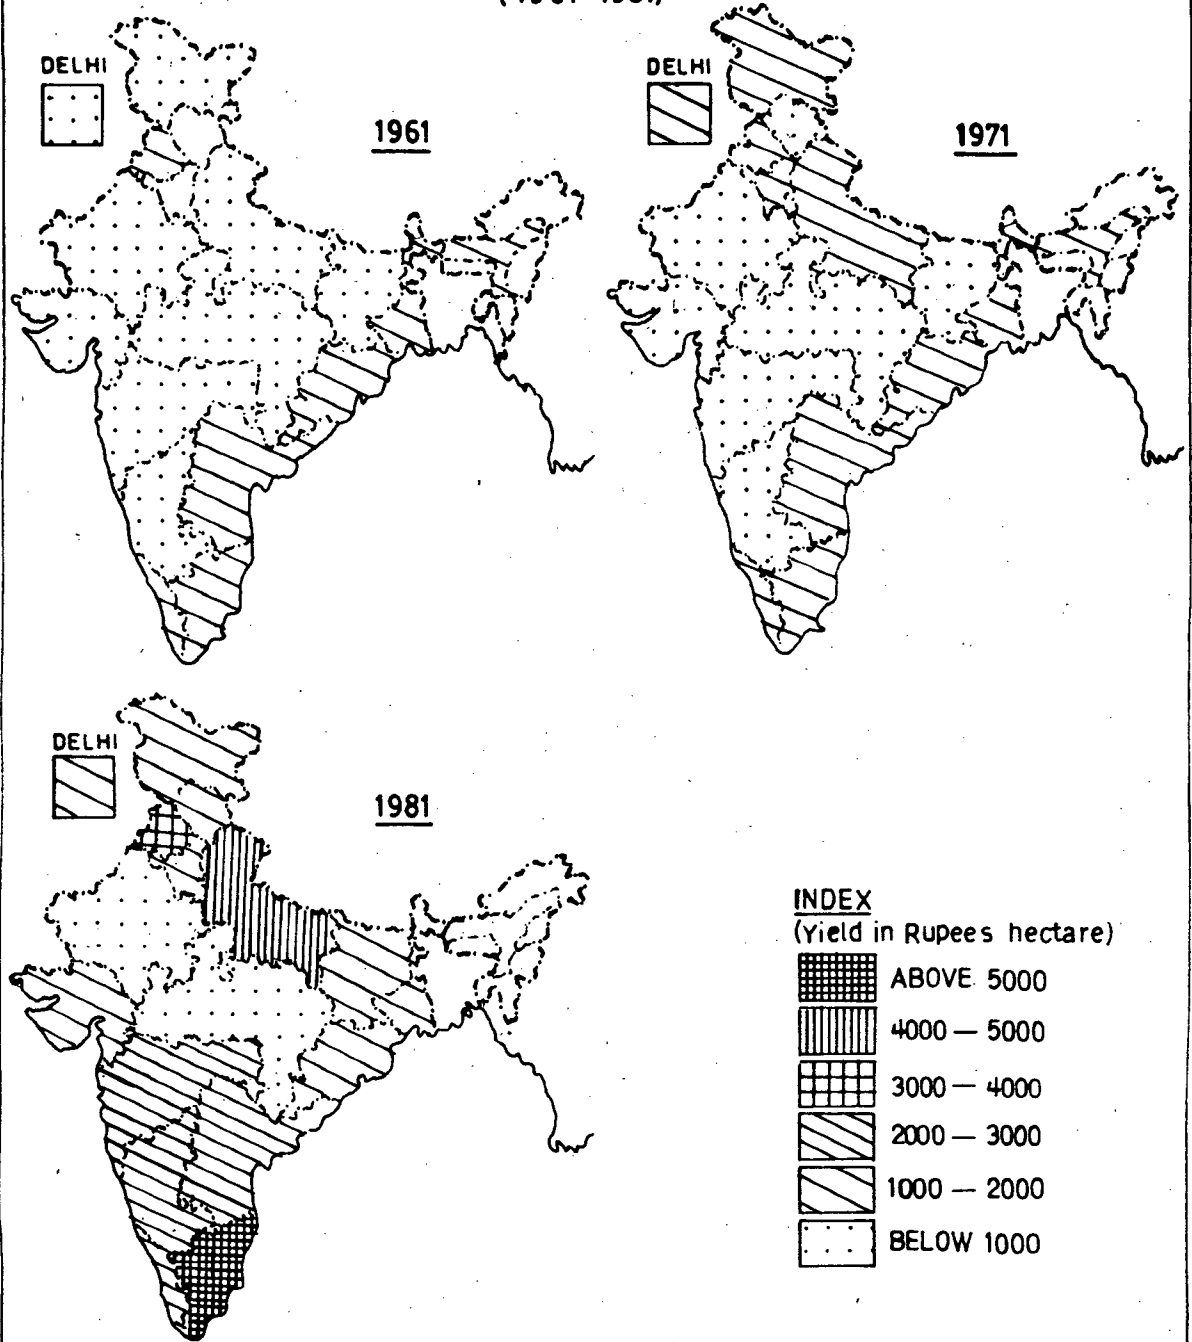 DELHI
1961
DELHI
1971
DELHI
1981
INDEX
(Yield in Rupees hectare)
ABOVE 5000
4000 — 5000
3000 — 4000
2000 — 3000
1000 — 2000
BELOW 1000